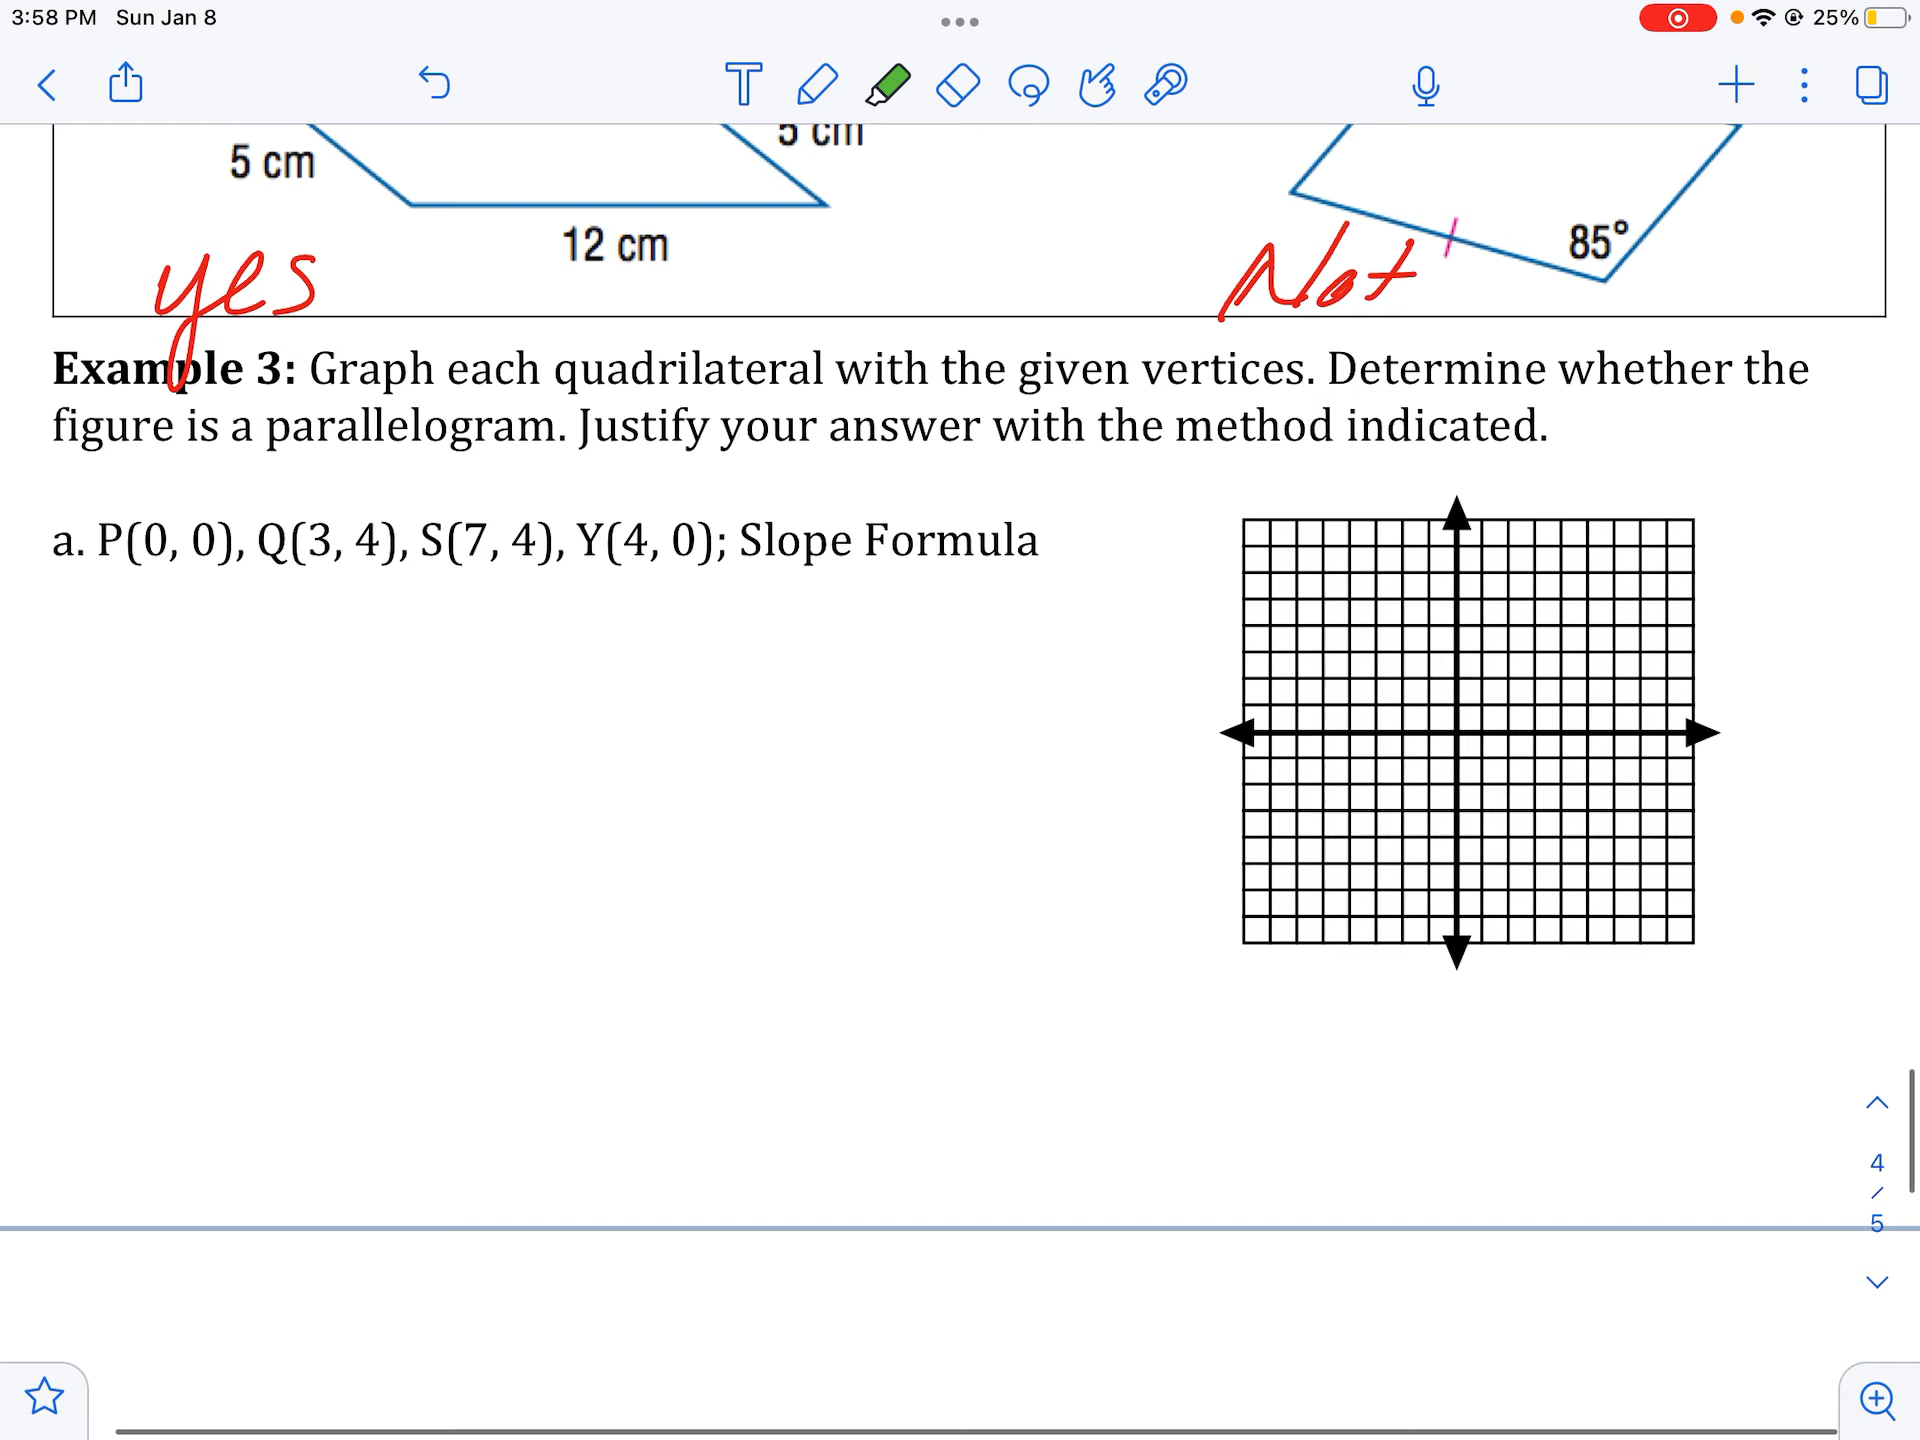 3:58 PM Sun Jan 8
25%
T
5 cm
5 cm
12 cm
85°
yes
Not
Example 3: Graph each quadrilateral with the given vertices. Determine whether the
figure is a parallelogram. Justify your answer with the method indicated.
a. P(0, 0), Q(3, 4), S(7, 4), Y(4, 0); Slope Formula
4
/
5